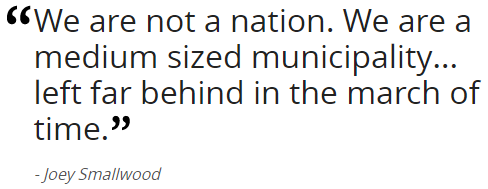 “We are not a nation. We are a
medium sized municipality...
left far behind in the march of
time.”
- Joey Smallwood